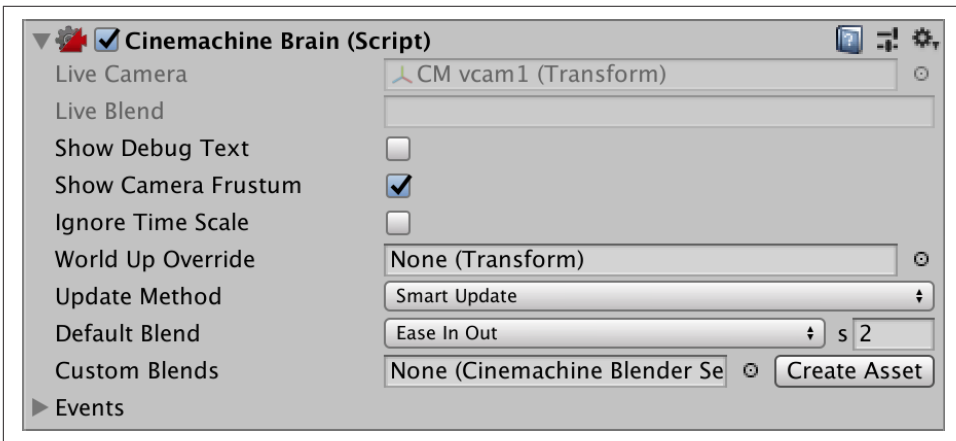 Cinemachine Brain (Script)
Live Camera CM vcam1 (Transform)
Live Blend
Show Debug Text
Show Camera Frustum
Ignore Time Scale
World Up Override None (Transform)
Update Method Smart Update
Default Blend Ease In Out s 2
Custom Blends None (Cinemachine Blender Se Create Asset
Events